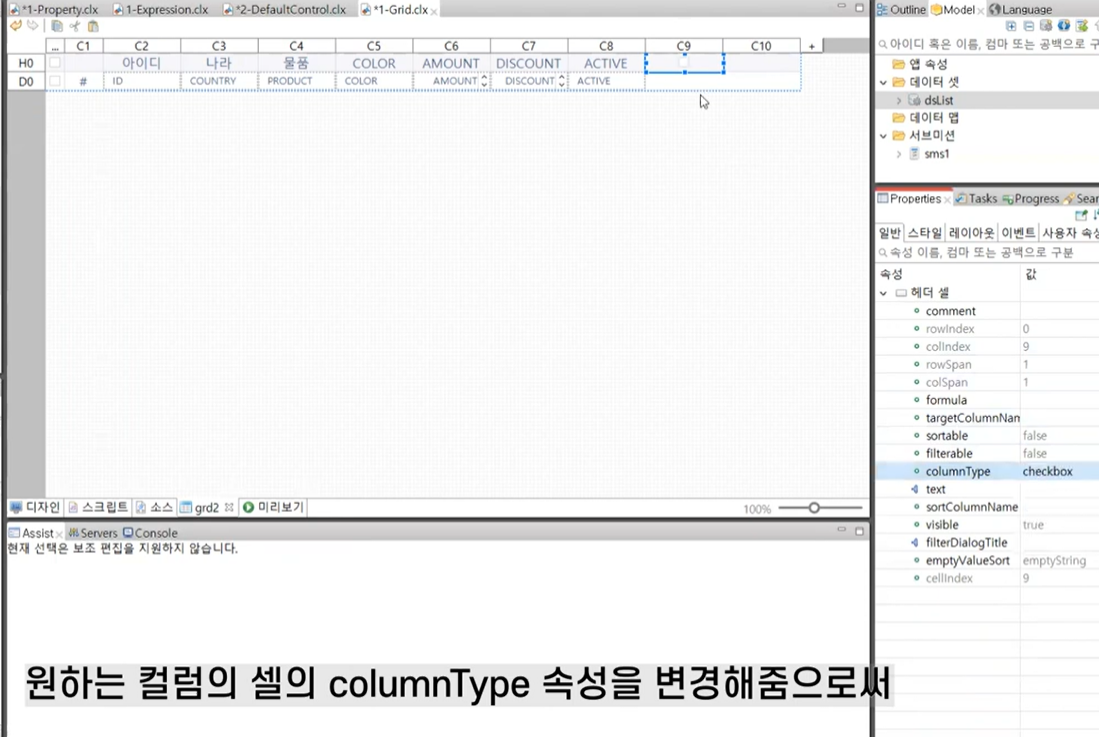 *1-Property.clx 1-Expression.clx *2-DefaultControl.clx *1-Grid.clx
... C1 C2 C3 C4 C5 C6 C7 C8 C9 C10 +
H0 아이디 나라 물품 COLOR AMOUNT DISCOUNT ACTIVE
D0 # ID COUNTRY PRODUCT COLOR AMOUNT DISCOUNT ACTIVE
디자인 스크립트 소스 grd2 미리보기 100%
Assist Servers Console
현재 선택은 보조 편집을 지원하지 않습니다.
Outline Model Language
아이디 혹은 이름, 컴마 또는 공백으로 구
앱 속성
데이터 셋
dsList
데이터 맵
서브미션
sms1
Properties Tasks Progress Sear
일반 스타일 레이아웃 이벤트 사용자 속성
속성 이름, 컴마 또는 공백으로 구분
속성 값
헤더 셀
comment
rowIndex 0
colIndex 9
rowSpan 1
colSpan 1
formula
targetColumnNam
sortable false
filterable false
columnType checkbox
text
sortColumnName
visible true
filterDialogTitle
emptyValueSort emptyString
cellIndex 9
원하는 컬럼의 셀의 columnType 속성을 변경해줌으로써